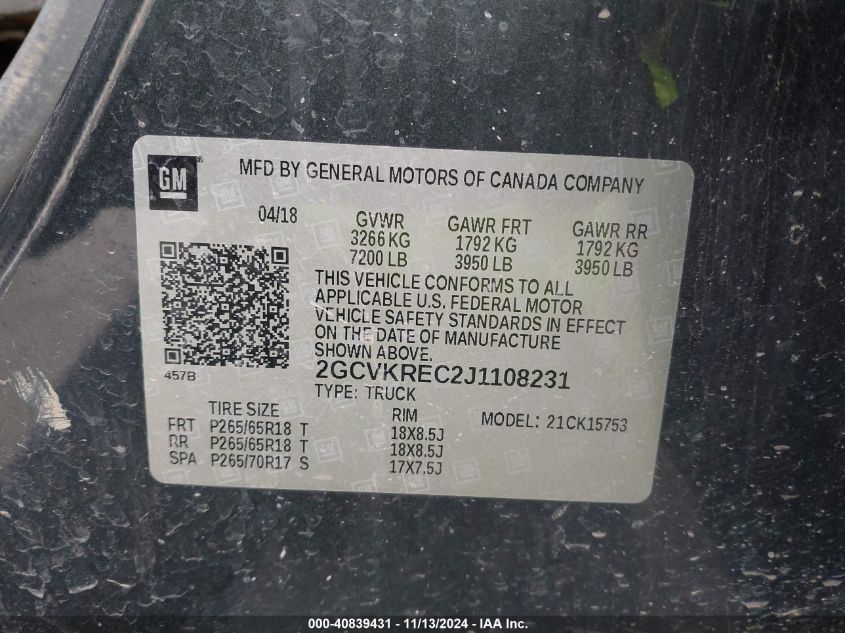 GM
MFD BY GENERAL MOTORS OF CANADA COMPANY
04/18 GVWR GAWR FRT GAWR RR
3266 KG 1792 KG 1792 KG
7200 LB 3950 LB 3950 LB
THIS VEHICLE CONFORMS TO ALL
APPLICABLE U.S. FEDERAL MOTOR
VEHICLE SAFETY STANDARDS IN EFFECT
ON THE DATE OF MANUFACTURE
SHOWN ABOVE.
457B
2GCVKREC2J1108231
TYPE: TRUCK
TIRE SIZE RIM MODEL: 21CK15753
FRT P265/65R18 T 18X8.5J
RR P265/65R18 T 18X8.5J
SPA P265/70R17 S 17X7.5J
000-40839431 - 11/13/2024 - IAA Inc.